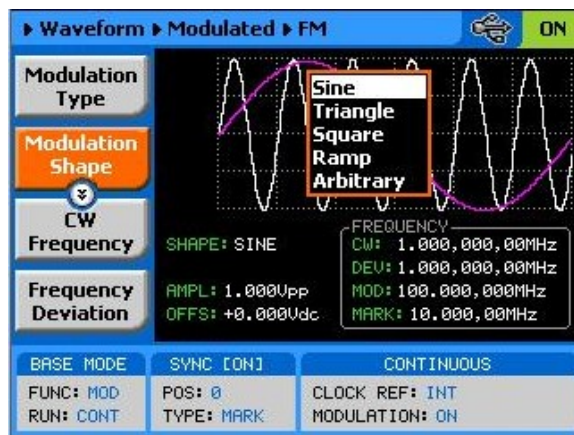 Waveform Modulated FM ON
Modulation
Type
Modulation
Shape
CW
Frequency
Frequency
Deviation
Sine
Triangle
Square
Ramp
Arbitrary
SHAPE: SINE
AMPL: 1.000Vpp
OFFS: +0.000Vdc
FREQUENCY
CW: 1.000,000,00MHz
DEV: 1.000,000,00MHz
MOD: 100.000,000Hz
MARK: 10.000,00MHz
BASE MODE
FUNC: MOD
RUN: CONT
SYNC [ON]
POS: 0
TYPE: MARK
CONTINUOUS
CLOCK REF: INT
MODULATION: ON